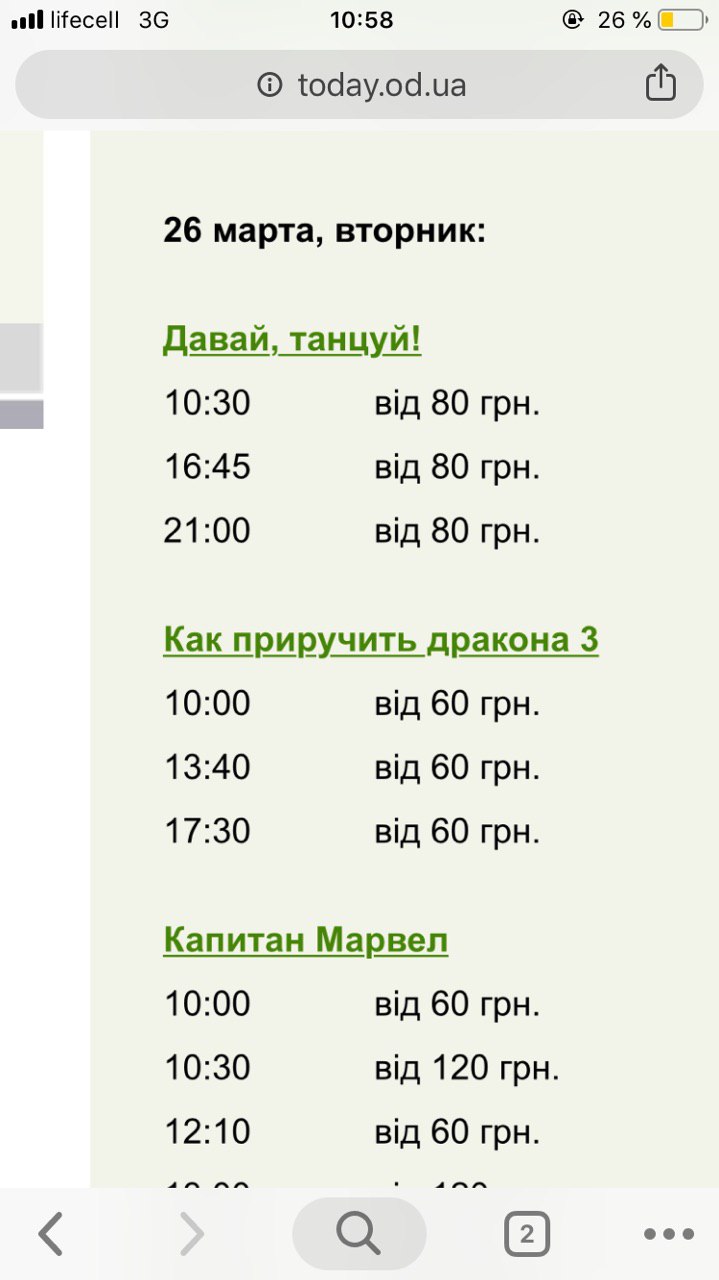 lifecell 3G 10:58 26 %
today.od.ua
26 марта, вторник:
Давай, танцуй!
10:30 від 80 грн.
16:45 від 80 грн.
21:00 від 80 грн.
Как приручить дракона 3
10:00 від 60 грн.
13:40 від 60 грн.
17:30 від 60 грн.
Капитан Марвел
10:00 від 60 грн.
10:30 від 120 грн.
12:10 від 60 грн.
2